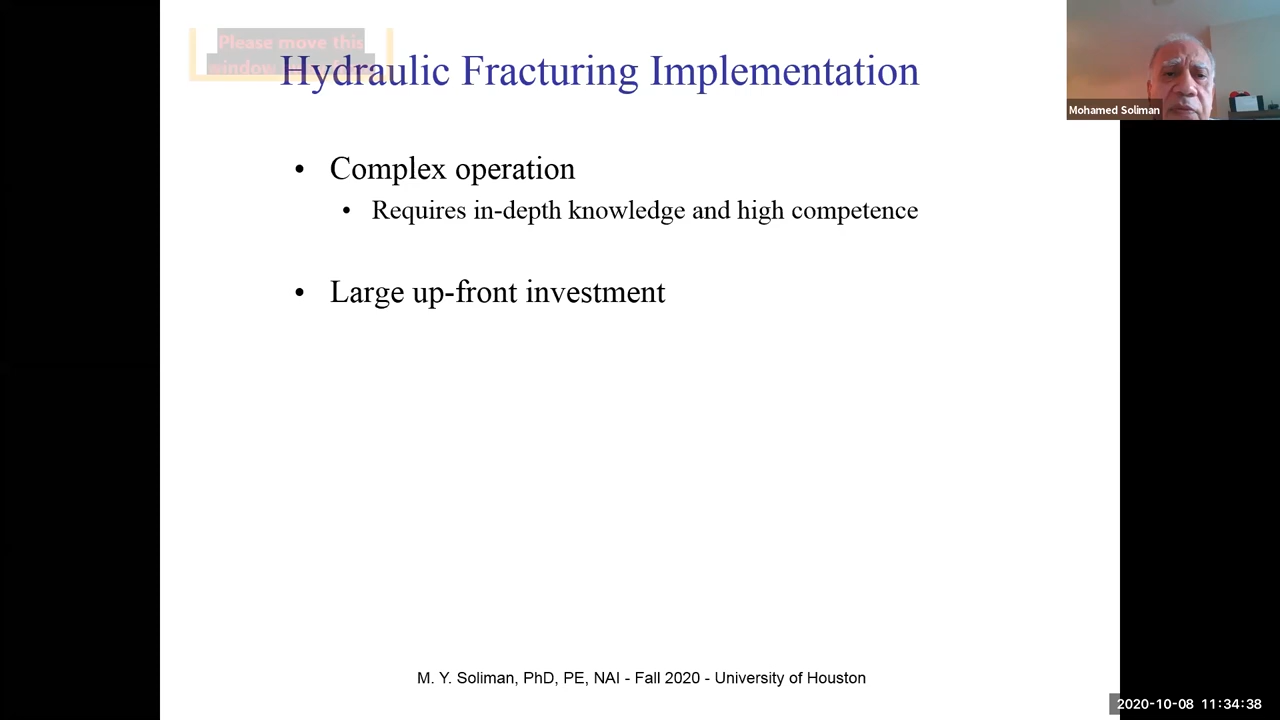 Please move this
window
Hydraulic Fracturing Implementation
Mohamed Soliman
• Complex operation
• Requires in-depth knowledge and high competence
• Large up-front investment
M. Y. Soliman, PhD, PE, NAI - Fall 2020 - University of Houston
2020-10-08 11:34:38